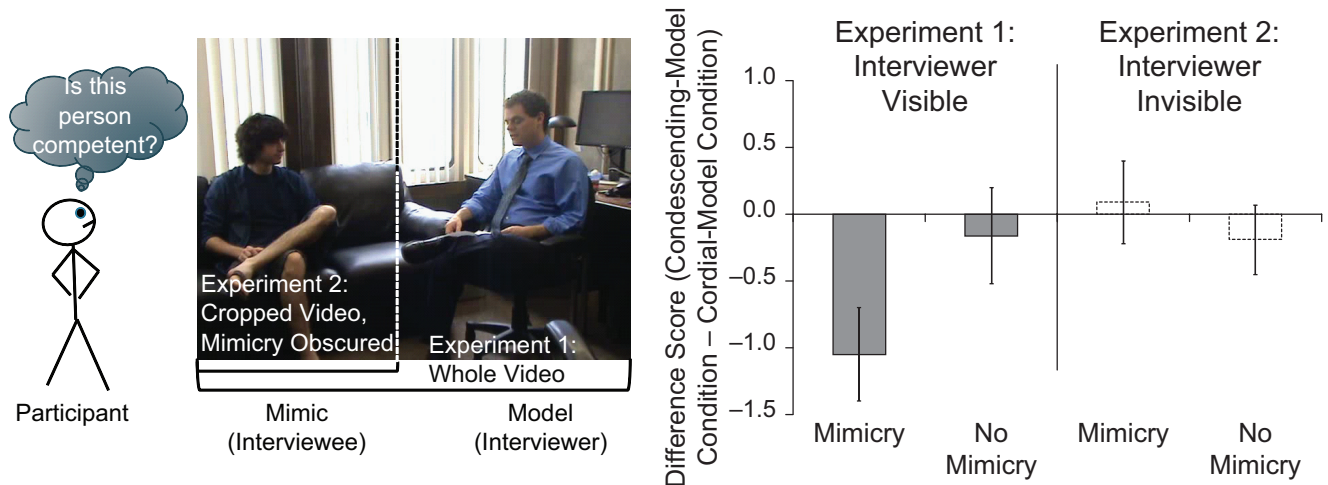 Is this
person
competent?
Participant
Experiment 2:
Cropped Video,
Mimicry Obscured
Experiment 1:
Whole Video
Mimic
(Interviewee)
Model
(Interviewer)
Difference Score (Condescending-Model
Condition – Cordial-Model Condition)
Experiment 1:
Interviewer
Visible
Experiment 2:
Interviewer
Invisible
1.0
0.5
0.0
–0.5
–1.0
–1.5
Mimicry
No
Mimicry
Mimicry
No
Mimicry